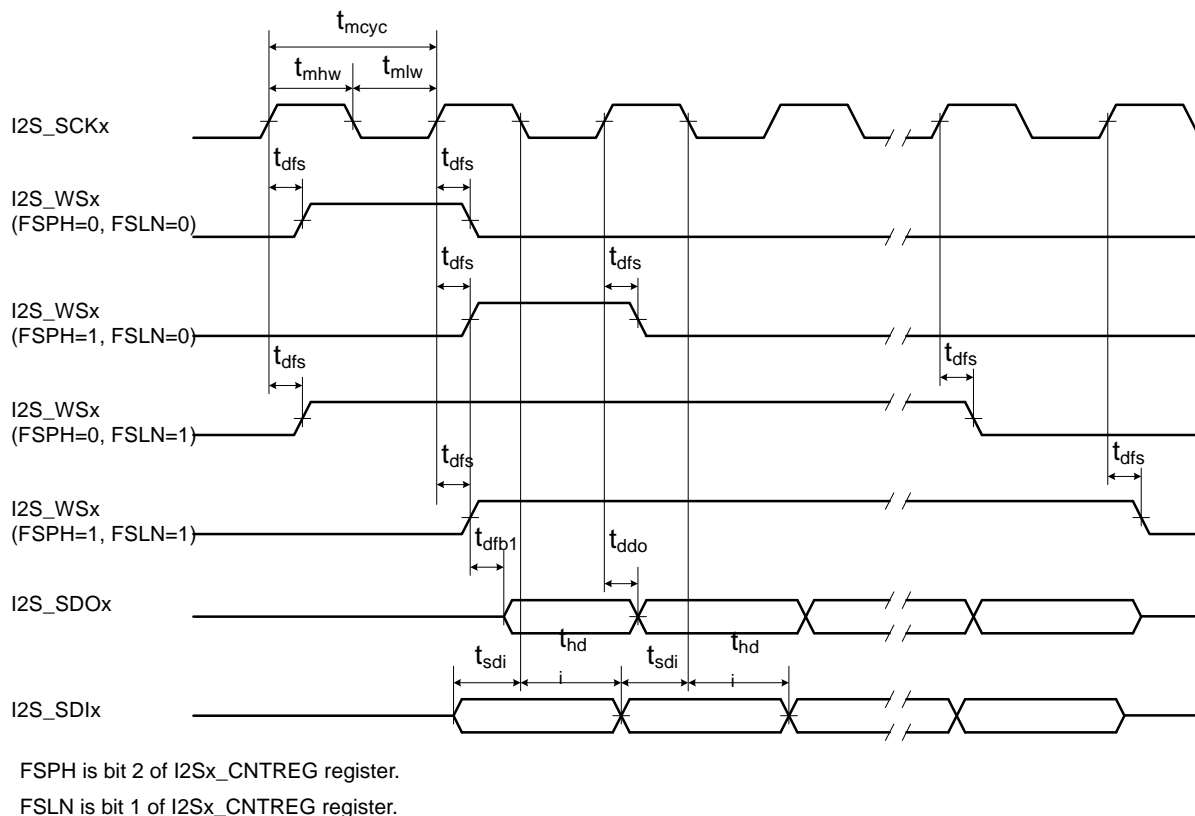 tmcyc
tmhw
tmlw
I2S_SCKx
tdfs
tdfs
I2S_WSx
(FSPH=0, FSLN=0)
tdfs
tdfs
I2S_WSx
(FSPH=1, FSLN=0)
tdfs
tdfs
I2S_WSx
(FSPH=0, FSLN=1)
tdfs
tdfs
I2S_WSx
(FSPH=1, FSLN=1)
tdfb1
tddo
I2S_SDOx
thd
i
thd
i
tsdi
tsdi
I2S_SDIx
FSPH is bit 2 of I2Sx_CNTREG register.
FSLN is bit 1 of I2Sx_CNTREG register.